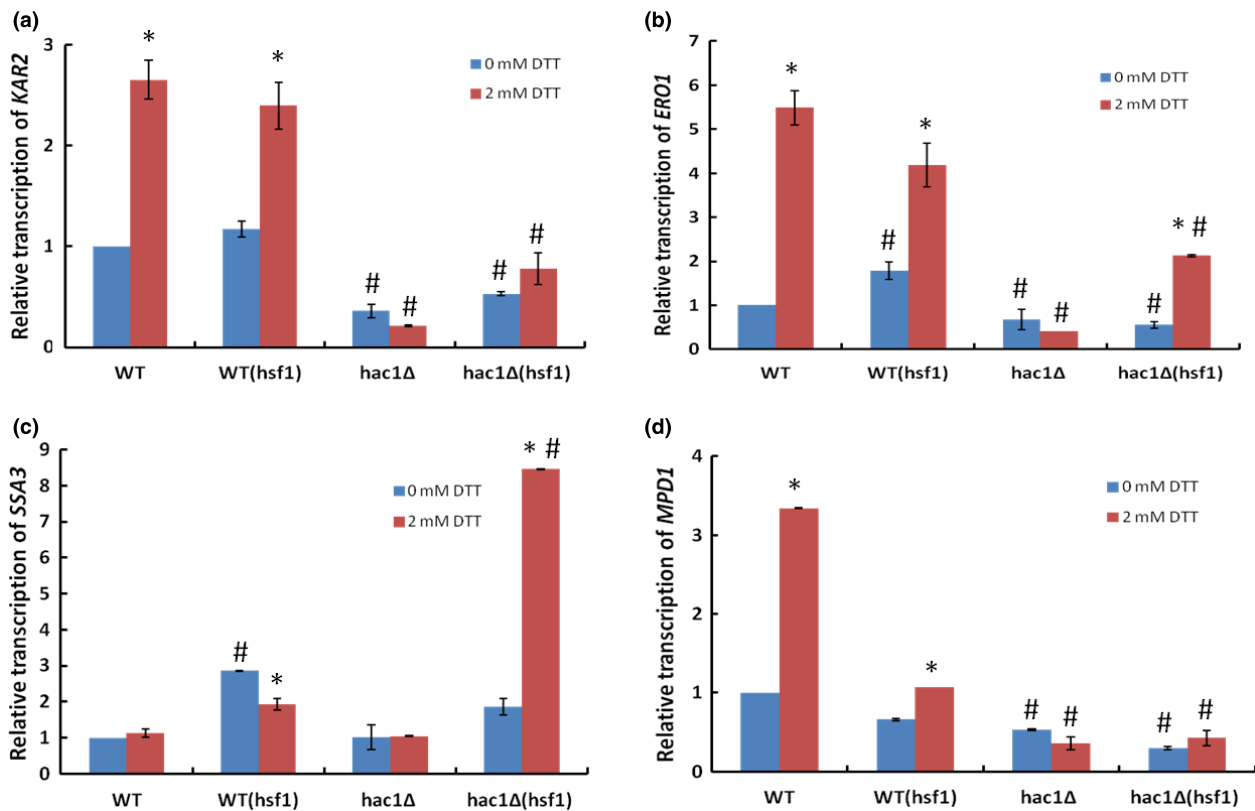 (a)
Relative transcription of KAR2
3
2
1
0
* * # # # #
0 mM DTT
2 mM DTT
WT WT(hsf1) hac1Δ hac1Δ(hsf1)
(b)
Relative transcription of ERO1
7
6
5
4
3
2
1
0
* # * # # # * #
0 mM DTT
2 mM DTT
WT WT(hsf1) hac1Δ hac1Δ(hsf1)
(c)
Relative transcription of SSA3
9
8
7
6
5
4
3
2
1
0
# * * #
0 mM DTT
2 mM DTT
WT WT(hsf1) hac1Δ hac1Δ(hsf1)
(d)
Relative transcription of MPD1
4
3
2
1
0
* * # # # #
0 mM DTT
2 mM DTT
WT WT(hsf1) hac1Δ hac1Δ(hsf1)